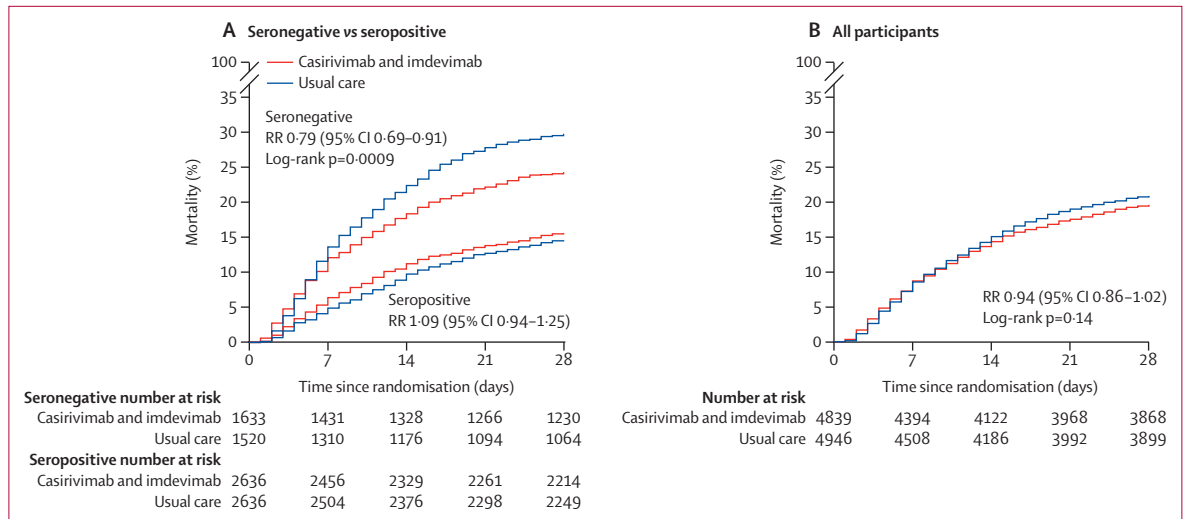 A Seronegative vs seropositive
100
35
30
25
20
15
10
5
0
Mortality (%)
Casirivimab and imdevimab
Usual care
Seronegative
RR 0·79 (95% CI 0·69–0·91)
Log-rank p=0·0009
Seropositive
RR 1·09 (95% CI 0·94–1·25)
0 7 14 21 28
Time since randomisation (days)
Seronegative number at risk
Casirivimab and imdevimab 1633 1431 1328 1266 1230
Usual care 1520 1310 1176 1094 1064
Seropositive number at risk
Casirivimab and imdevimab 2636 2456 2329 2261 2214
Usual care 2636 2504 2376 2298 2249
B All participants
100
35
30
25
20
15
10
5
0
Mortality (%)
RR 0·94 (95% CI 0·86–1·02)
Log-rank p=0·14
0 7 14 21 28
Time since randomisation (days)
Number at risk
Casirivimab and imdevimab 4839 4394 4122 3968 3868
Usual care 4946 4508 4186 3992 3899